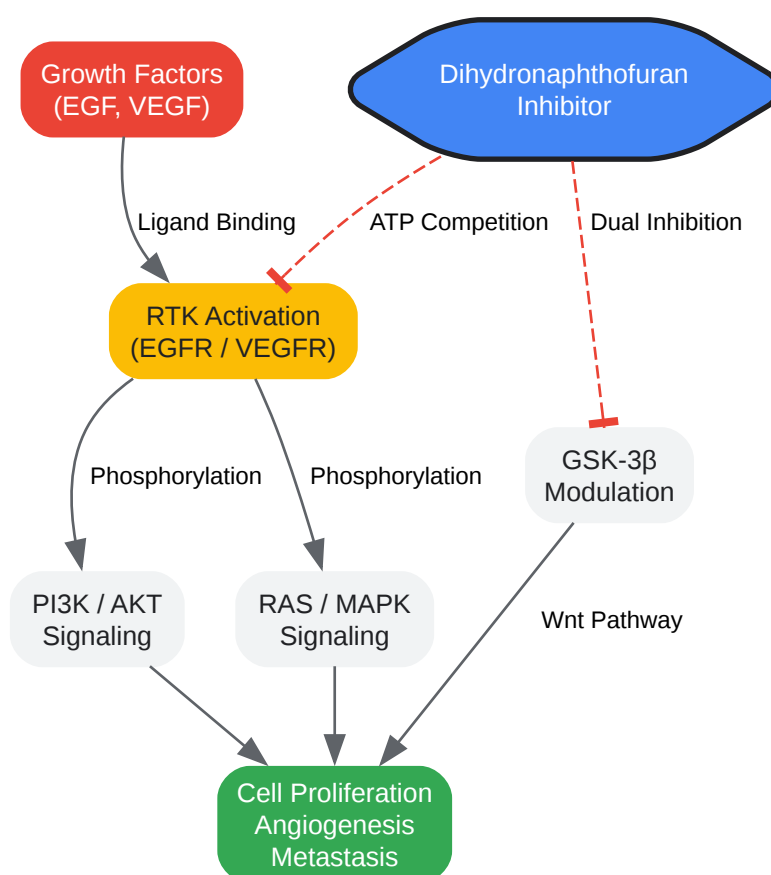 Growth Factors
(EGF, VEGF)
Dihydronaphthofuran
Inhibitor
Ligand Binding
ATP Competition
Dual Inhibition
RTK Activation
(EGFR / VEGFR)
Phosphorylation
Phosphorylation
GSK-3β
Modulation
PI3K / AKT
Signaling
RAS / MAPK
Signaling
Wnt Pathway
Cell Proliferation
Angiogenesis
Metastasis